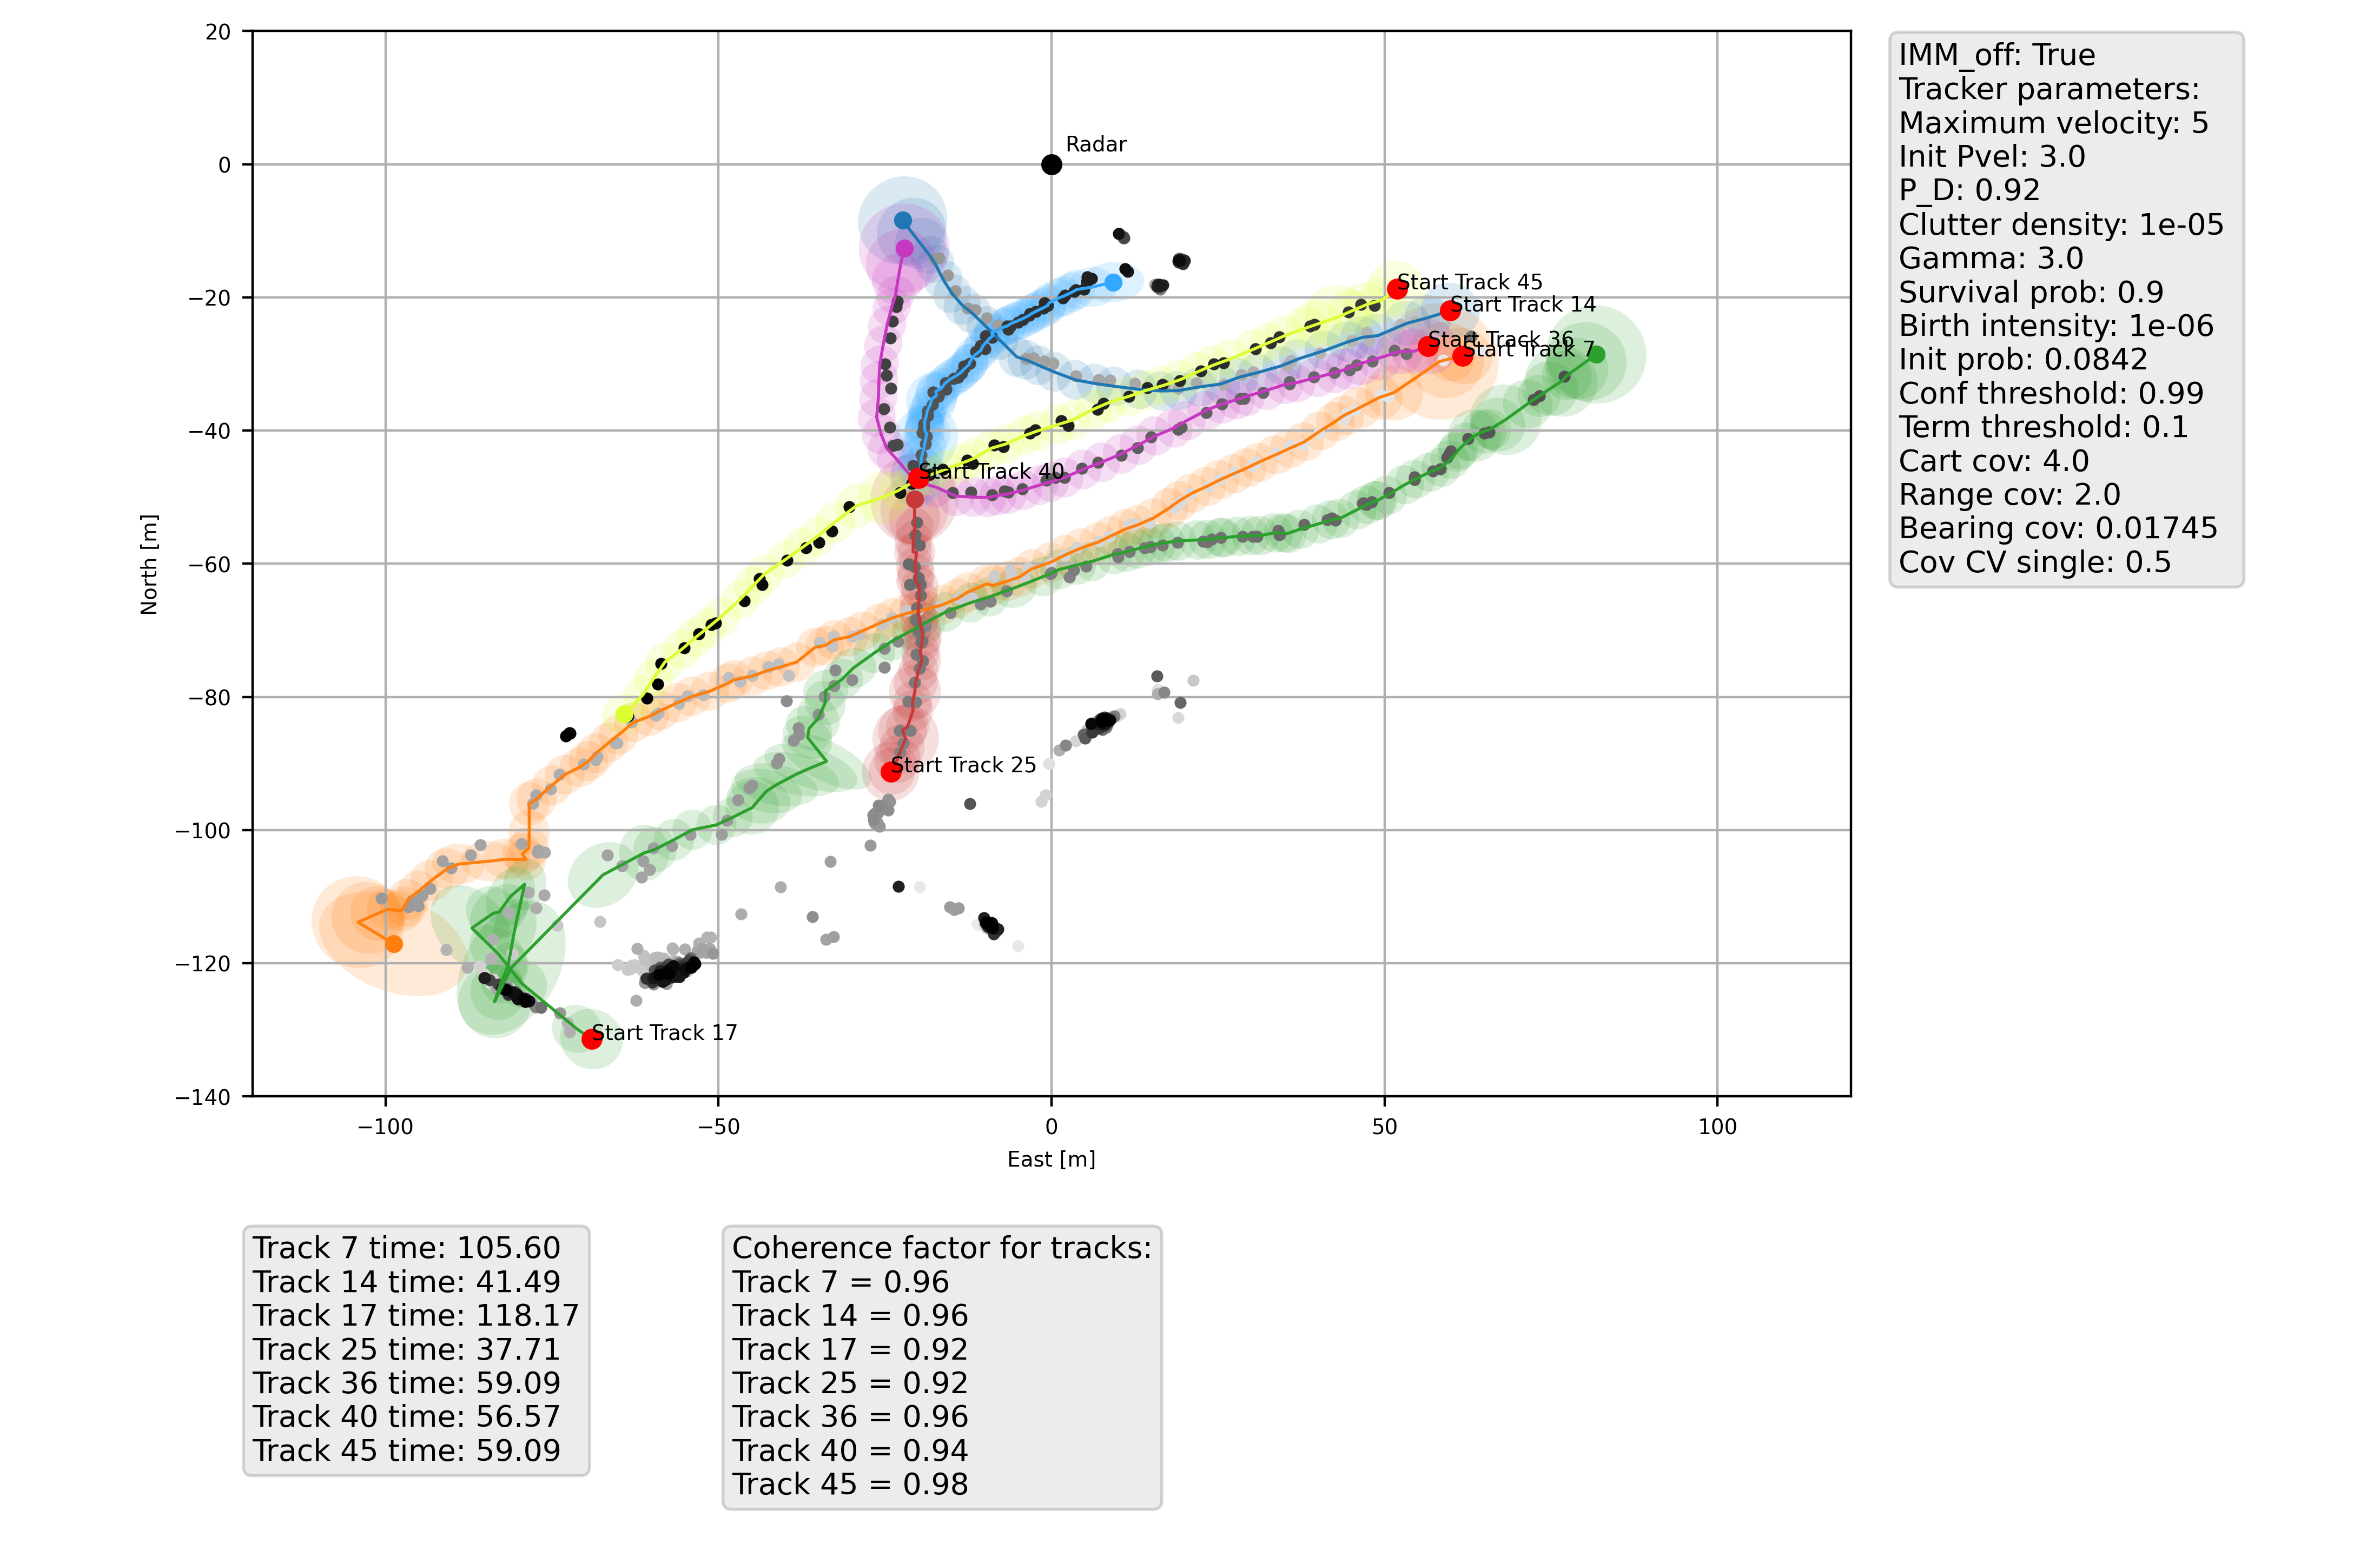 20
0
−20
−40
−60
−80
−100
−120
−140
North [m]
−100
−50
0
50
100
East [m]
Radar
Start Track 45
Start Track 14
Start Track 36
Start Track 7
Start Track 40
Start Track 25
Start Track 17
IMM_off: True
Tracker parameters:
Maximum velocity: 5
Init Pvel: 3.0
P_D: 0.92
Clutter density: 1e-05
Gamma: 3.0
Survival prob: 0.9
Birth intensity: 1e-06
Init prob: 0.0842
Conf threshold: 0.99
Term threshold: 0.1
Cart cov: 4.0
Range cov: 2.0
Bearing cov: 0.01745
Cov CV single: 0.5
Track 7 time: 105.60
Track 14 time: 41.49
Track 17 time: 118.17
Track 25 time: 37.71
Track 36 time: 59.09
Track 40 time: 56.57
Track 45 time: 59.09
Coherence factor for tracks:
Track 7 = 0.96
Track 14 = 0.96
Track 17 = 0.92
Track 25 = 0.92
Track 36 = 0.96
Track 40 = 0.94
Track 45 = 0.98